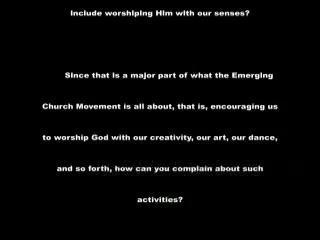 include worshiping Him with our senses?
Since that is a major part of what the Emerging
Church Movement is all about, that is, encouraging us
to worship God with our creativity, our art, our dance,
and so forth, how can you complain about such
activities?